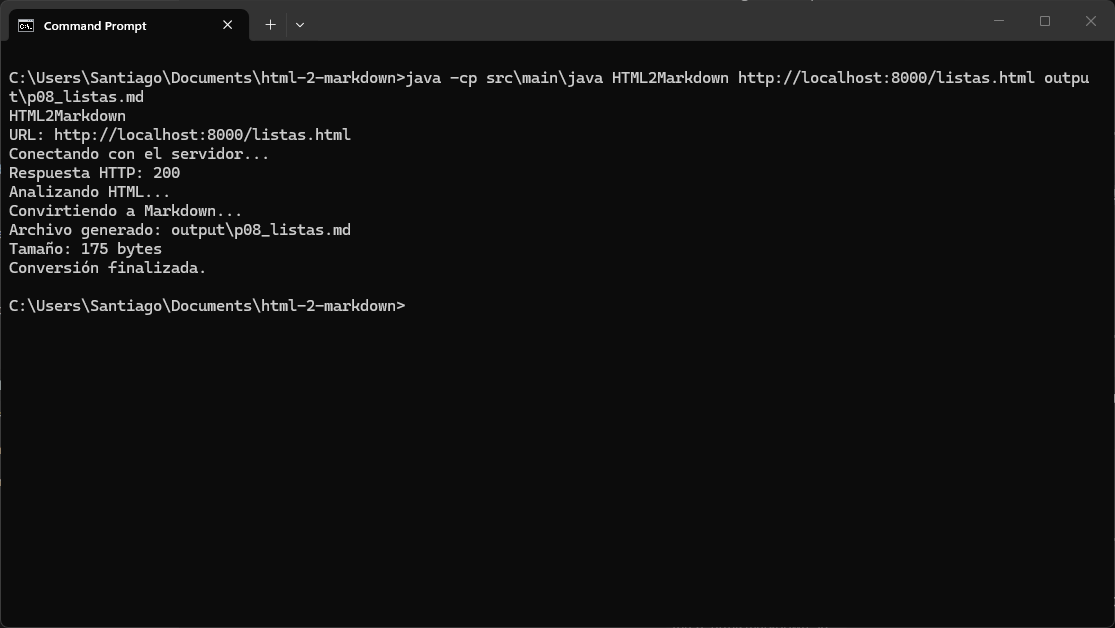 Command Prompt
C:\Users\Santiago\Documents\html-2-markdown>java -cp src\main\java HTML2Markdown http://localhost:8000/listas.html outpu
t\p08_listas.md
HTML2Markdown
URL: http://localhost:8000/listas.html
Conectando con el servidor...
Respuesta HTTP: 200
Analizando HTML...
Convirtiendo a Markdown...
Archivo generado: output\p08_listas.md
Tamaño: 175 bytes
Conversión finalizada.
C:\Users\Santiago\Documents\html-2-markdown>